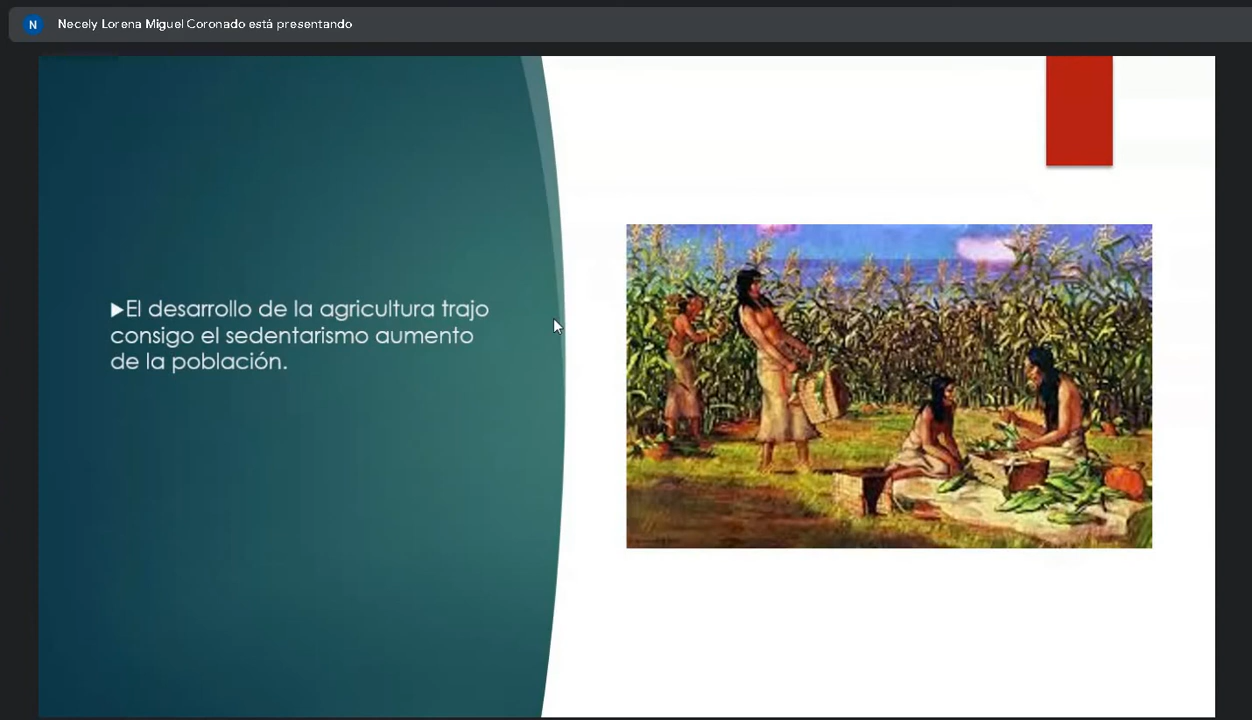 N
Necely Lorena Miguel Coronado está presentando
El desarrollo de la agricultura trajo
consigo el sedentarismo aumento
de la población.